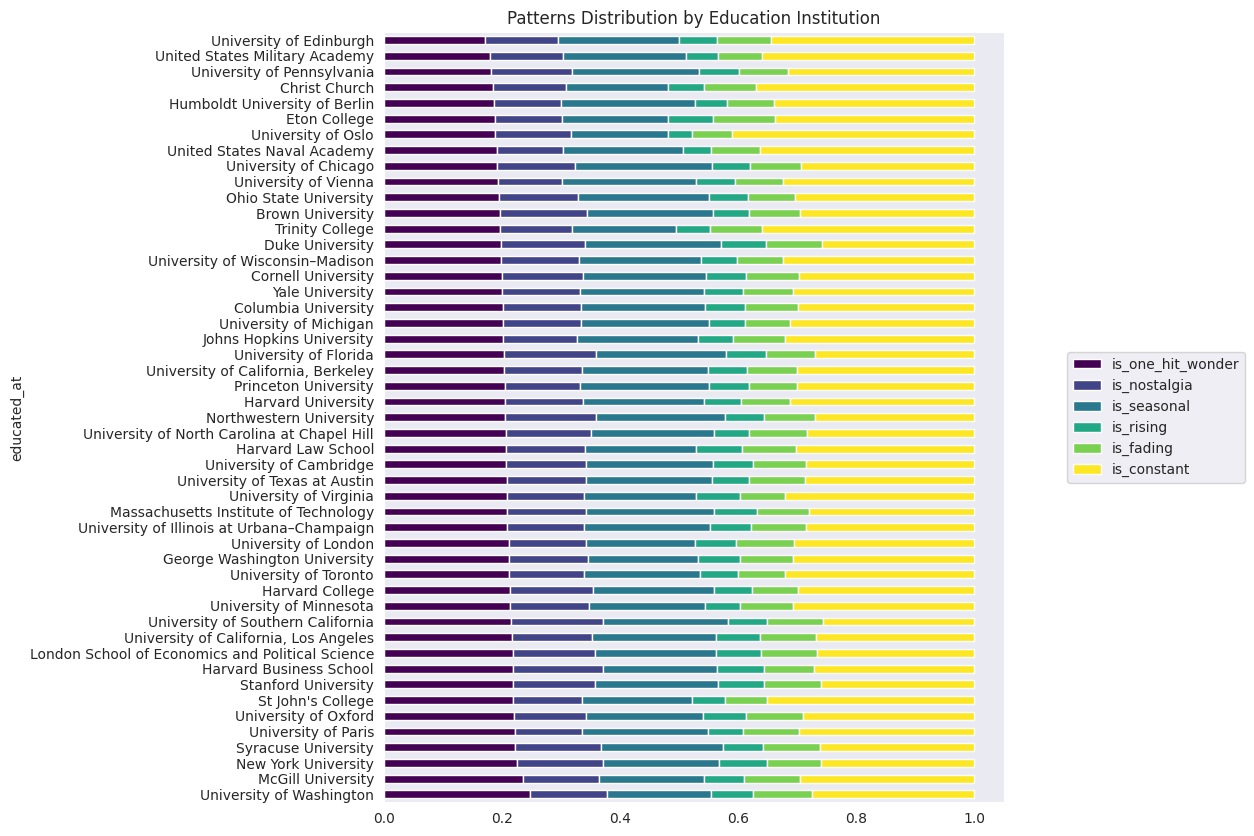 Patterns Distribution by Education Institution
University of Edinburgh
United States Military Academy
University of Pennsylvania
Christ Church
Humboldt University of Berlin
Eton College
University of Oslo
United States Naval Academy
University of Chicago
University of Vienna
Ohio State University
Brown University
Trinity College
Duke University
University of Wisconsin–Madison
Cornell University
Yale University
Columbia University
University of Michigan
Johns Hopkins University
University of Florida
University of California, Berkeley
Princeton University
Harvard University
Northwestern University
University of North Carolina at Chapel Hill
Harvard Law School
University of Cambridge
University of Texas at Austin
University of Virginia
Massachusetts Institute of Technology
University of Illinois at Urbana–Champaign
University of London
George Washington University
University of Toronto
Harvard College
University of Minnesota
University of Southern California
University of California, Los Angeles
London School of Economics and Political Science
Harvard Business School
Stanford University
St John's College
University of Oxford
University of Paris
Syracuse University
New York University
McGill University
University of Washington
educated_at
0.0 0.2 0.4 0.6 0.8 1.0
is_one_hit_wonder
is_nostalgia
is_seasonal
is_rising
is_fading
is_constant